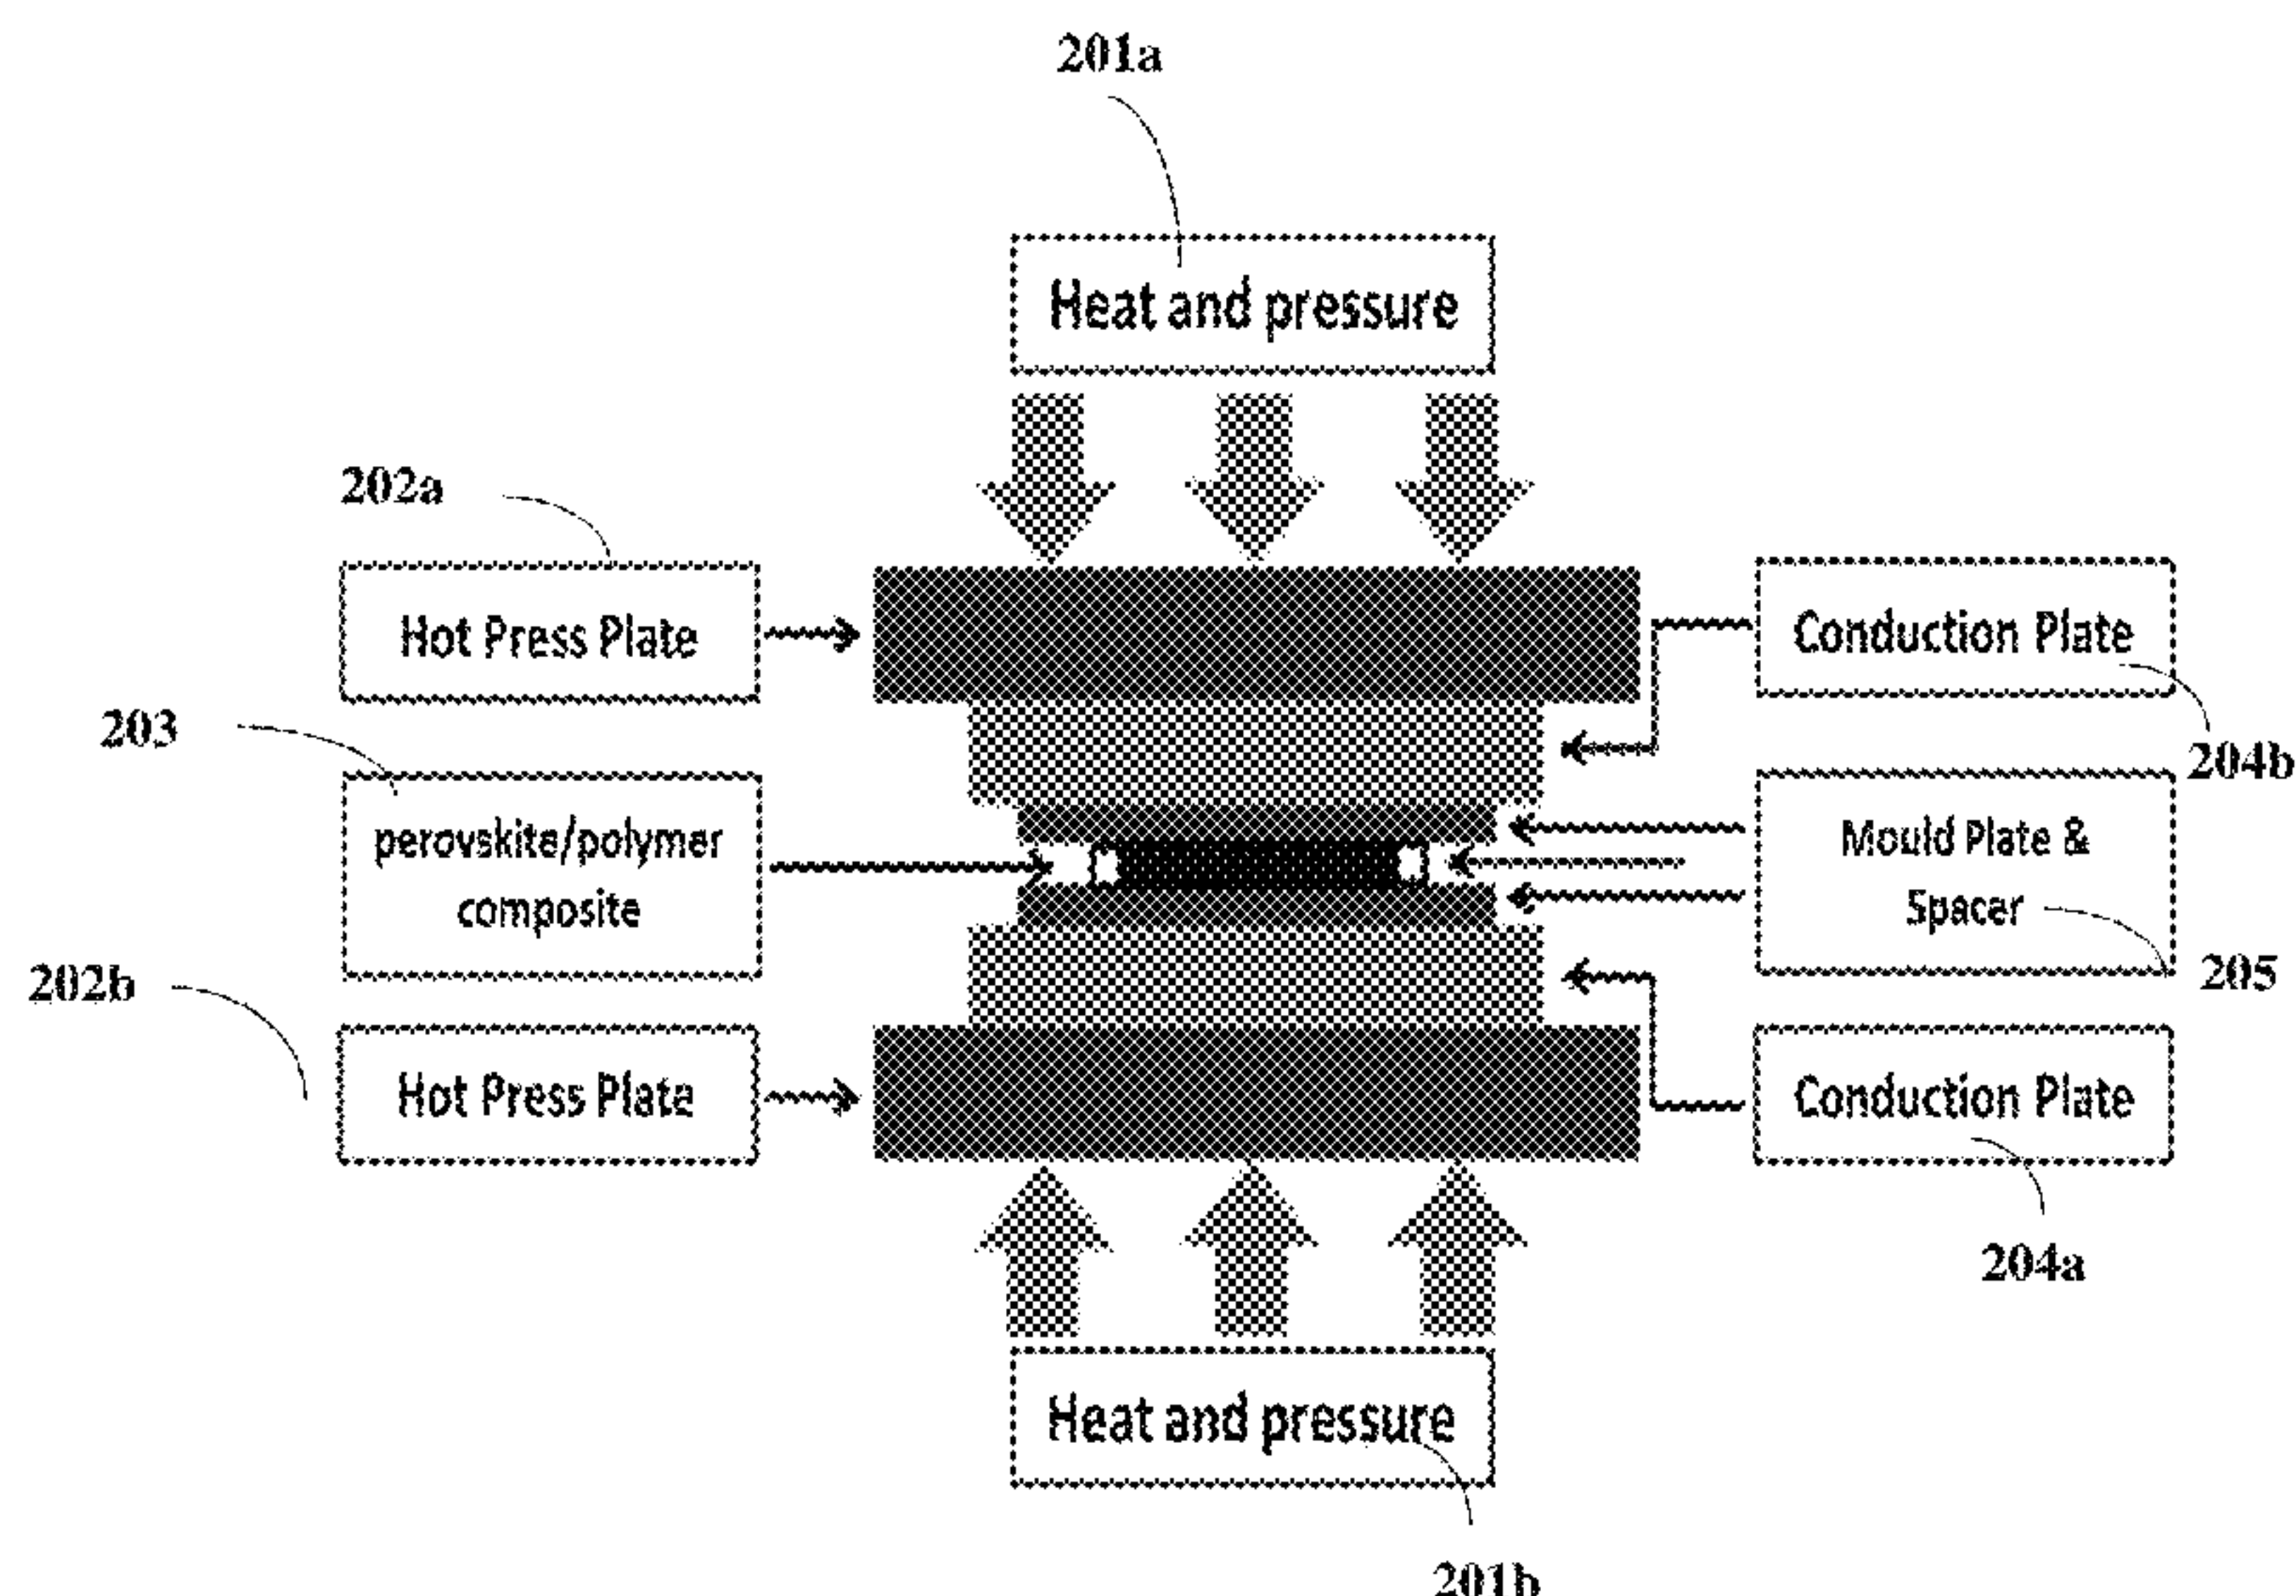 201a
Heat and pressure
202a
Hot Press Plate
Conduction Plate
203
204b
perovskite/polymer
composite
Mould Plate &
Spacer
202b
205
Hot Press Plate
Conduction Plate
204a
Heat and pressure
201b